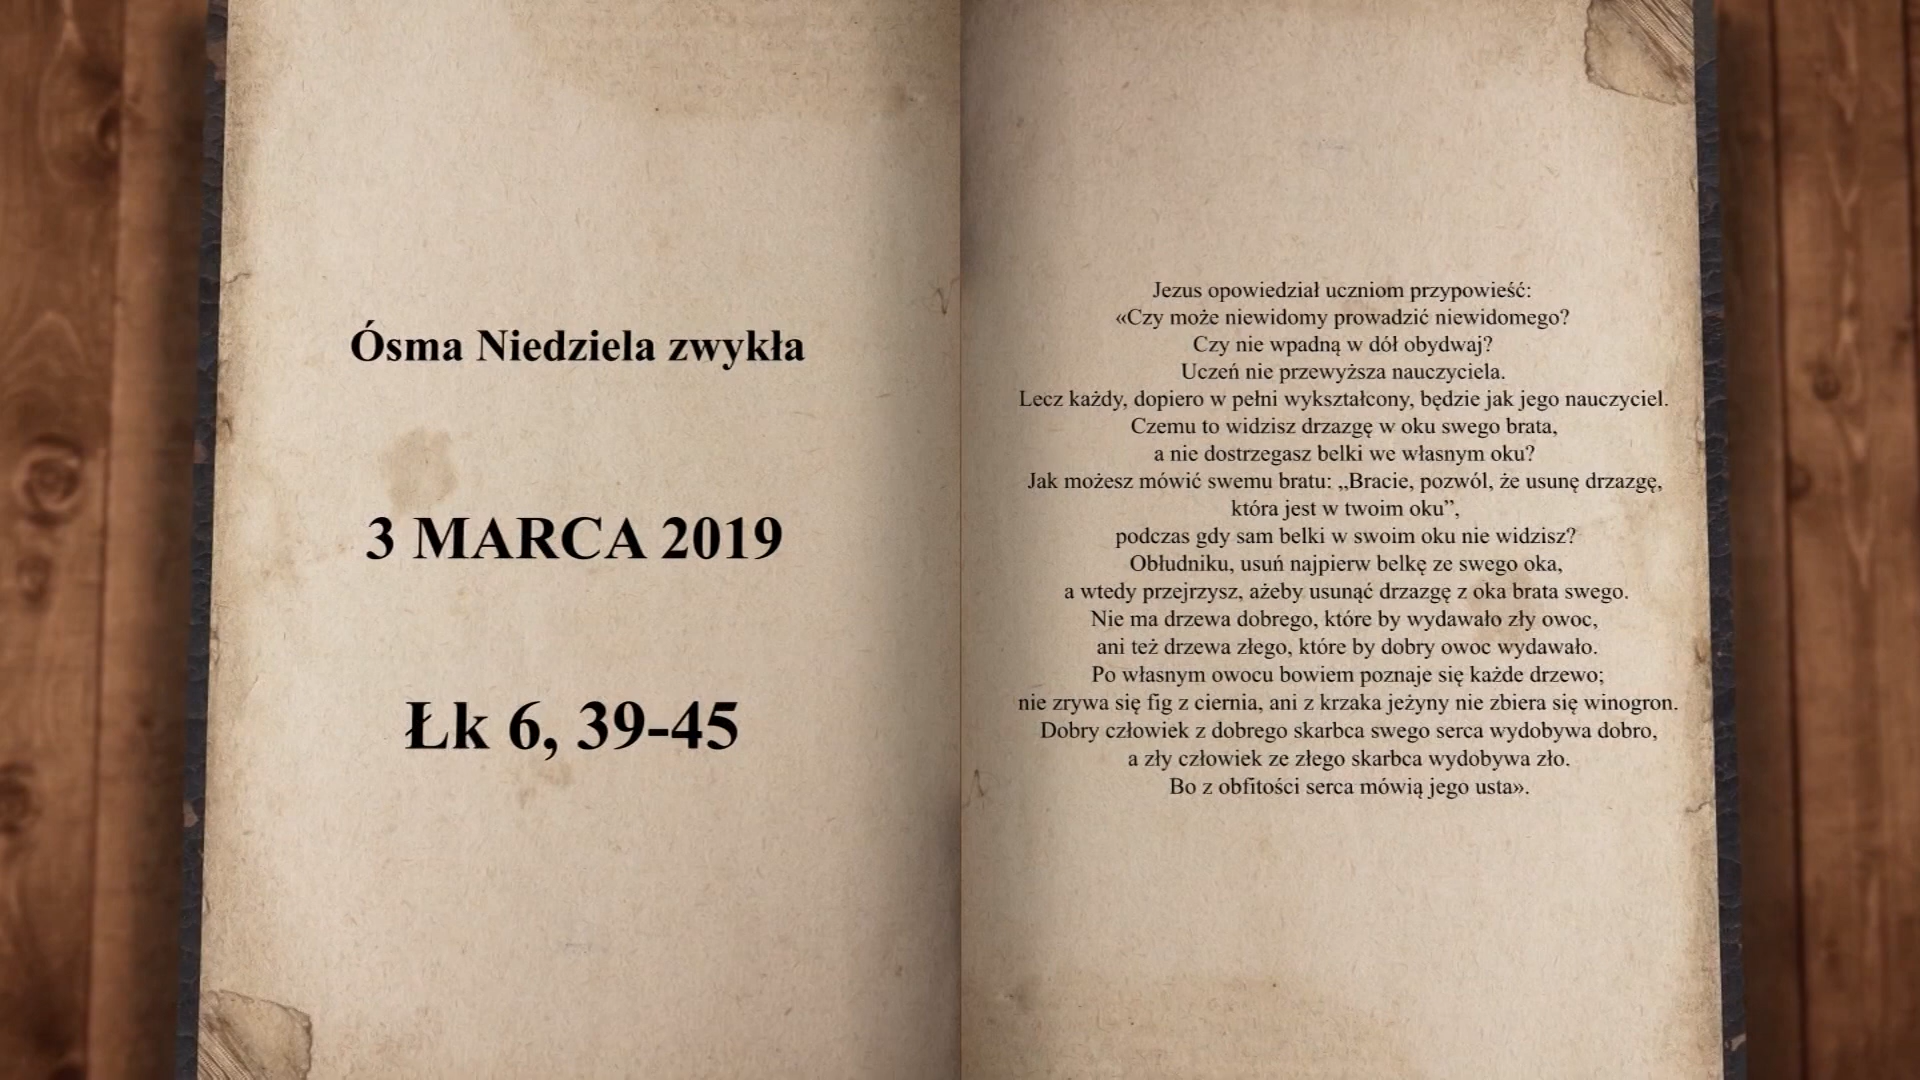 Ósma Niedziela zwykła
3 MARCA 2019
Łk 6, 39-45
Jezus opowiedział uczniom przypowieść:
«Czy może niewidomy prowadzić niewidomego?
Czy nie wpadną w dół obydwaj?
Uczeń nie przewyższa nauczyciela.
Lecz każdy, dopiero w pełni wykształcony, będzie jak jego nauczyciel.
Czemu to widzisz drzazgę w oku swego brata,
a nie dostrzegasz belki we własnym oku?
Jak możesz mówić swemu bratu: „Bracie, pozwól, że usunę drzazgę,
która jest w twoim oku”,
podczas gdy sam belki w swoim oku nie widzisz?
Obłudniku, usuń najpierw belkę ze swego oka,
a wtedy przejrzysz, ażeby usunąć drzazgę z oka brata swego.
Nie ma drzewa dobrego, które by wydawało zły owoc,
ani też drzewa złego, które by dobry owoc wydawało.
Po własnym owocu bowiem poznaje się każde drzewo;
nie zrywa się fig z ciernia, ani z krzaka jeżyny nie zbiera się winogron.
Dobry człowiek z dobrego skarbca swego serca wydobywa dobro,
a zły człowiek ze złego skarbca wydobywa zło.
Bo z obfitości serca mówią jego usta».